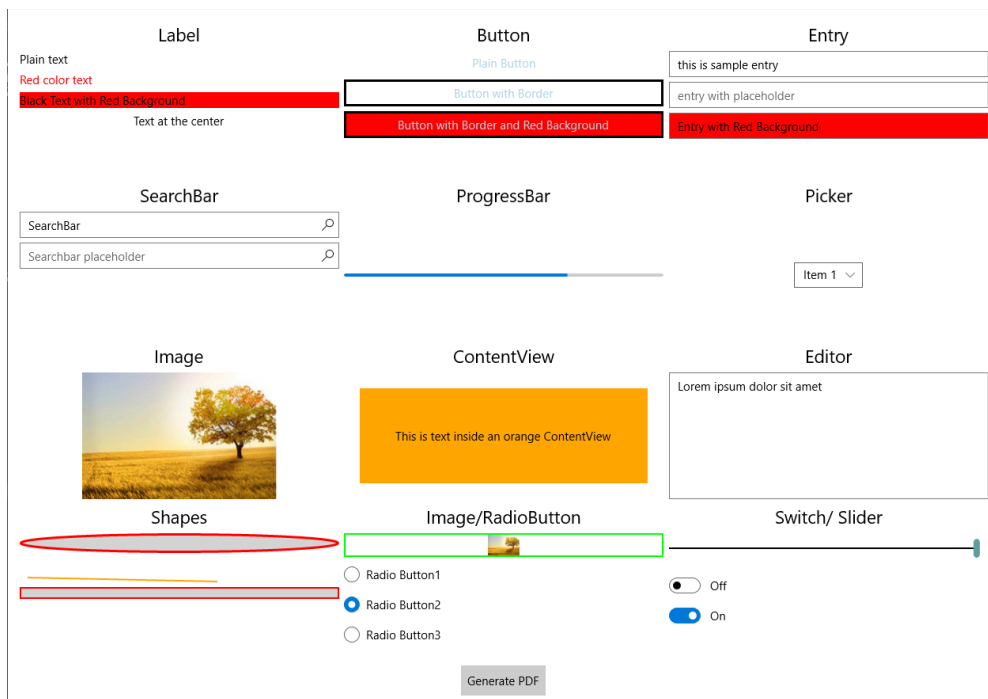 Label
Button
Entry
Plain text
Red color text
Black Text with Red Background
Text at the center
Plain Button
Button with Border
Button with Border and Red Background
this is sample entry
entry with placeholder
Entry with Red Background
SearchBar
ProgressBar
Picker
SearchBar
Searchbar placeholder
Item 1
Image
ContentView
Editor
This is text inside an orange ContentView
Lorem ipsum dolor sit amet
Shapes
Image/RadioButton
Switch/ Slider
Radio Button1
Radio Button2
Radio Button3
Off
On
Generate PDF